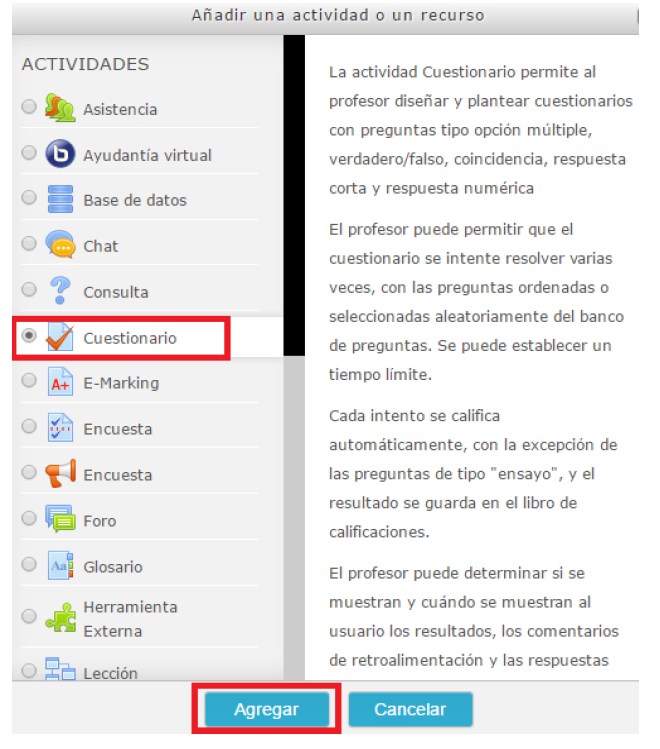 Añadir una actividad o un recurso
ACTIVIDADES
Asistencia
Ayudantía virtual
Base de datos
Chat
Consulta
Cuestionario
A+ E-Marking
Encuesta
Encuesta
Foro
Aa Glosario
Herramienta
Externa
Lección
La actividad Cuestionario permite al
profesor diseñar y plantear cuestionarios
con preguntas tipo opción múltiple,
verdadero/falso, coincidencia, respuesta
corta y respuesta numérica
El profesor puede permitir que el
cuestionario se intente resolver varias
veces, con las preguntas ordenadas o
seleccionadas aleatoriamente del banco
de preguntas. Se puede establecer un
tiempo límite.
Cada intento se califica
automáticamente, con la excepción de
las preguntas de tipo "ensayo", y el
resultado se guarda en el libro de
calificaciones.
El profesor puede determinar si se
muestran y cuándo se muestran al
usuario los resultados, los comentarios
de retroalimentación y las respuestas
Agregar
Cancelar